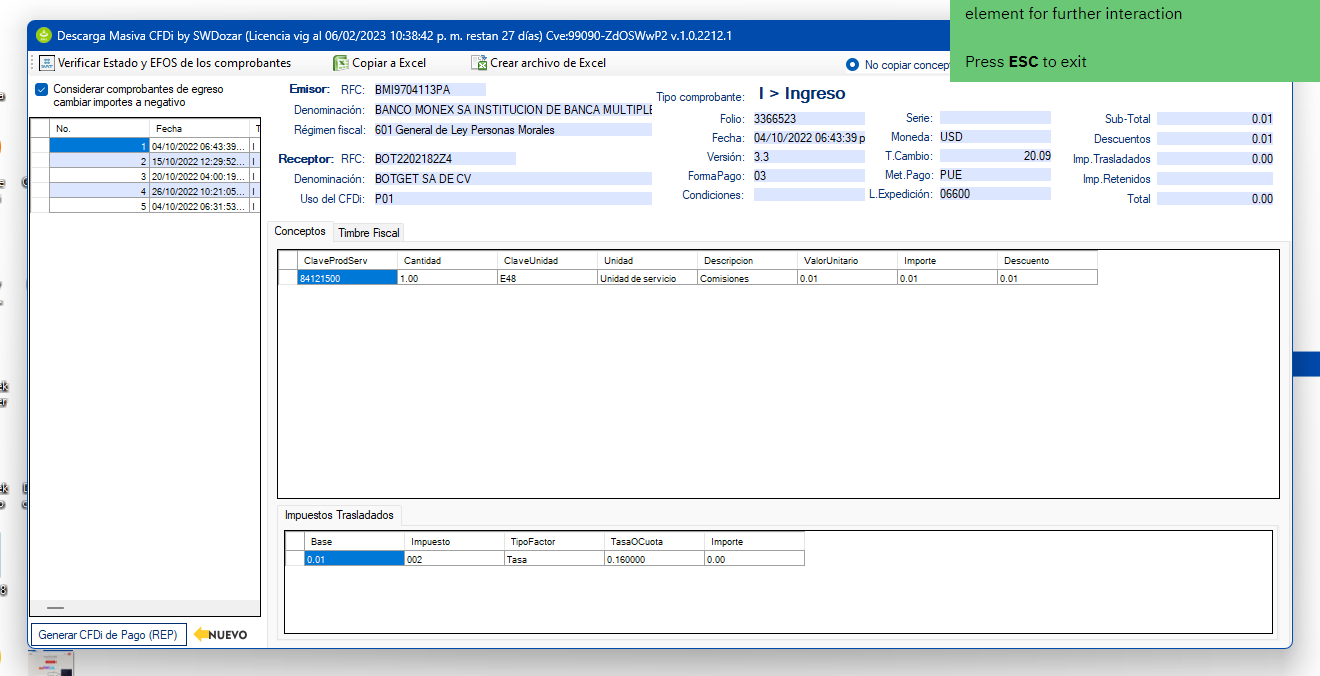 element for further interaction
Press ESC to exit
Descarga Masiva CFDi by SWDozar (Licencia vig al 06/02/2023 10:38:42 p. m. restan 27 días) Cve:99090-ZdOSWwP2 v.1.0.2212.1
Verificar Estado y EFOS de los comprobantes Copiar a Excel Crear archivo de Excel No copiar concep
Considerar comprobantes de egreso
cambiar importes a negativo
No. Fecha T
1 04/10/2022 06:43:39... I
2 15/10/2022 12:29:52... I
3 20/10/2022 04:00:19... I
4 26/10/2022 10:21:05... I
5 04/10/2022 06:31:53... I
Emisor: RFC: BMI9704113PA
Denominación: BANCO MONEX SA INSTITUCION DE BANCA MULTIPLE
Régimen fiscal: 601 General de Ley Personas Morales
Receptor: RFC: BOT2202182Z4
Denominación: BOTGET SA DE CV
Uso del CFDi: P01
Tipo comprobante: I > Ingreso
Folio: 3366523
Fecha: 04/10/2022 06:43:39 p
Versión: 3.3
FormaPago: 03
Condiciones:
Serie:
Moneda: USD
T.Cambio: 20.09
Met.Pago: PUE
L.Expedición: 06600
Sub-Total 0.01
Descuentos 0.01
Imp.Trasladados 0.00
Imp.Retenidos
Total 0.00
Conceptos Timbre Fiscal
ClaveProdServ Cantidad ClaveUnidad Unidad Descripcion ValorUnitario Importe Descuento
84121500 1.00 E48 Unidad de servicio Comisiones 0.01 0.01 0.01
Impuestos Trasladados
Base Impuesto TipoFactor TasaOCuota Importe
0.01 002 Tasa 0.160000 0.00
Generar CFDi de Pago (REP) NUEVO